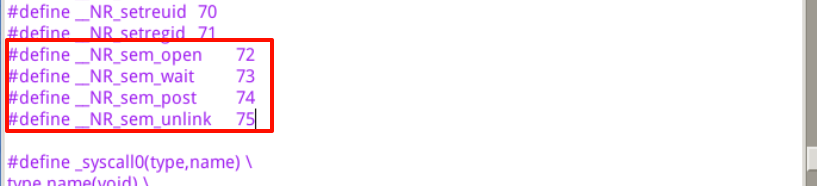 #define __NR_setreuid 70
#define __NR_setregid 71
#define __NR_sem_open 72
#define __NR_sem_wait 73
#define __NR_sem_post 74
#define __NR_sem_unlink 75
#define _syscall0(type,name) \
type name(void) \